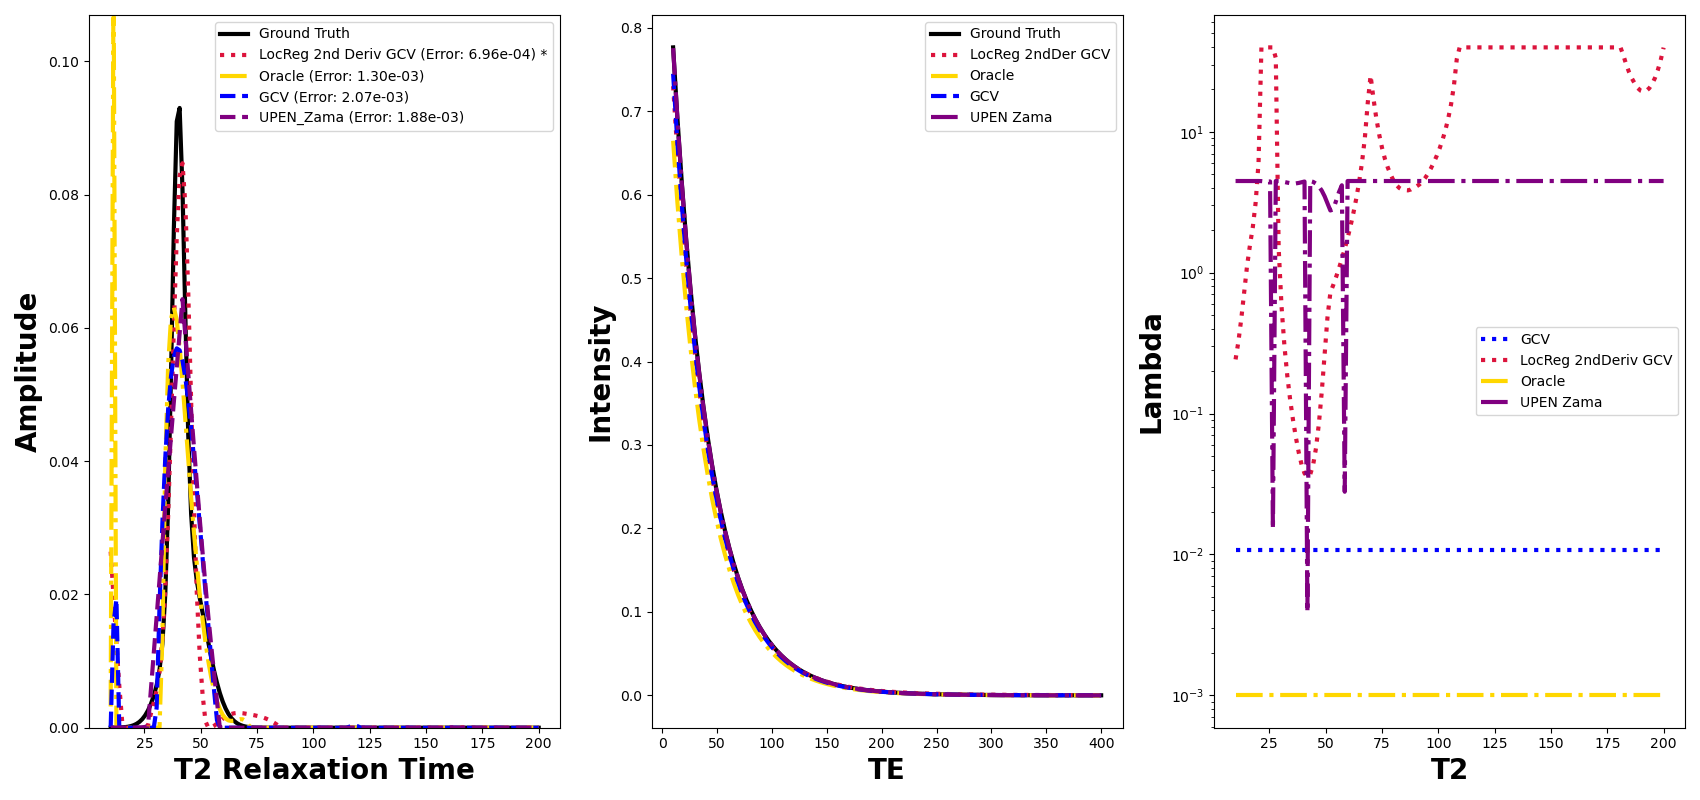 Ground Truth
LocReg 2nd Deriv GCV (Error: 6.96e-04) *
Oracle (Error: 1.30e-03)
GCV (Error: 2.07e-03)
UPEN_Zama (Error: 1.88e-03)
0.10
0.08
0.06
0.04
0.02
0.00
Amplitude
25 50 75 100 125 150 175 200
T2 Relaxation Time
Ground Truth
LocReg 2ndDer GCV
Oracle
GCV
UPEN Zama
0.8
0.7
0.6
0.5
0.4
0.3
0.2
0.1
0.0
Intensity
0 50 100 150 200 250 300 350 400
TE
GCV
LocReg 2ndDeriv GCV
Oracle
UPEN Zama
10¹
10⁰
10⁻¹
10⁻²
10⁻³
Lambda
25 50 75 100 125 150 175 200
T2